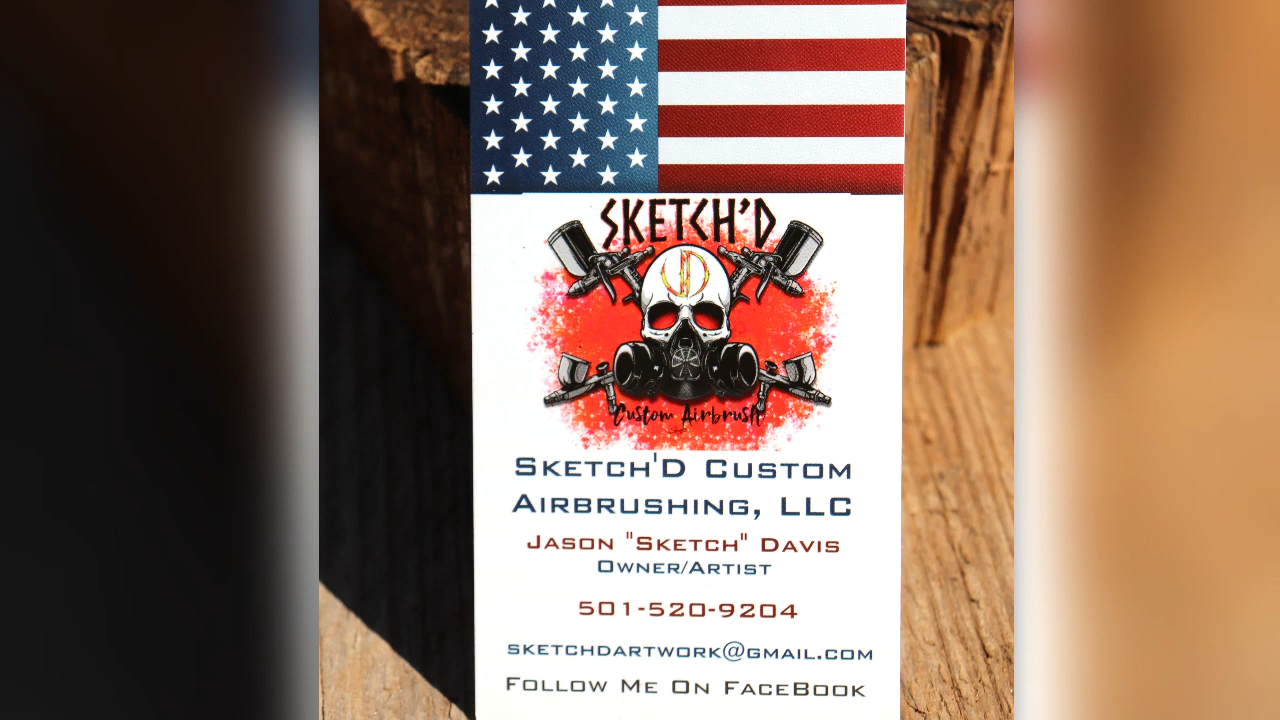 SKETCH'D
JD
Custom Airbrush
SKETCH'D CUSTOM
AIRBRUSHING, LLC
JASON "SKETCH" DAVIS
OWNER/ARTIST
501-520-9204
SKETCHDARTWORK@GMAIL.COM
FOLLOW ME ON FACEBOOK